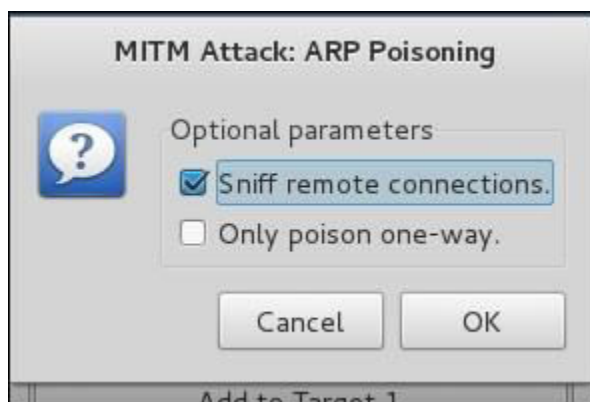 MITM Attack: ARP Poisoning
Optional parameters
Sniff remote connections.
Only poison one-way.
Cancel
OK
Add to Target 1